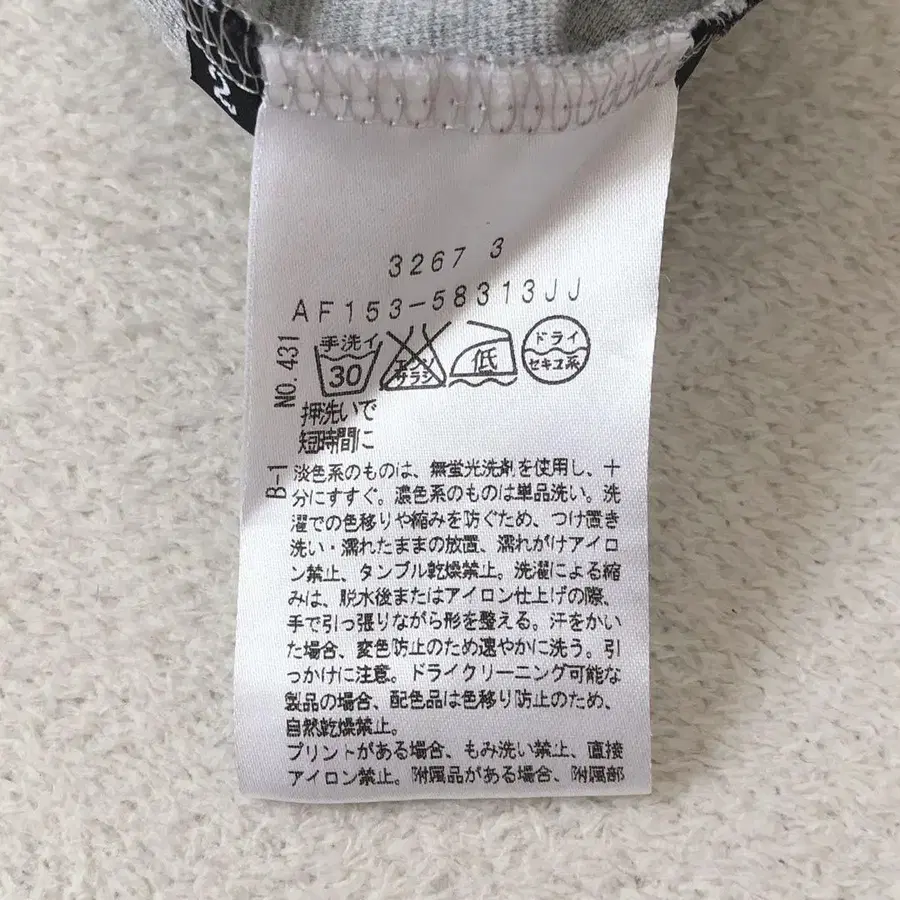 3267 3
AF153-58313JJ
NO.431
手洗イ
30
エンソ
サラシ
低
ドライ
セキユ系
押洗いで
短時間に
B-1
淡色系のものは、無蛍光洗剤を使用し、十
分にすすぐ。濃色系のものは単品洗い。洗
濯での色移りや縮みを防ぐため、つけ置き
洗い・濡れたままの放置、濡れがけアイロ
ン禁止、タンブル乾燥禁止。洗濯による縮
みは、脱水後またはアイロン仕上げの際、
手で引っ張りながら形を整える。汗をかい
た場合、変色防止のため速やかに洗う。引
っかけに注意。ドライクリーニング可能な
製品の場合、配色品は色移り防止のため、
自然乾燥禁止。
プリントがある場合、もみ洗い禁止、直接
アイロン禁止。附属品がある場合、附属部